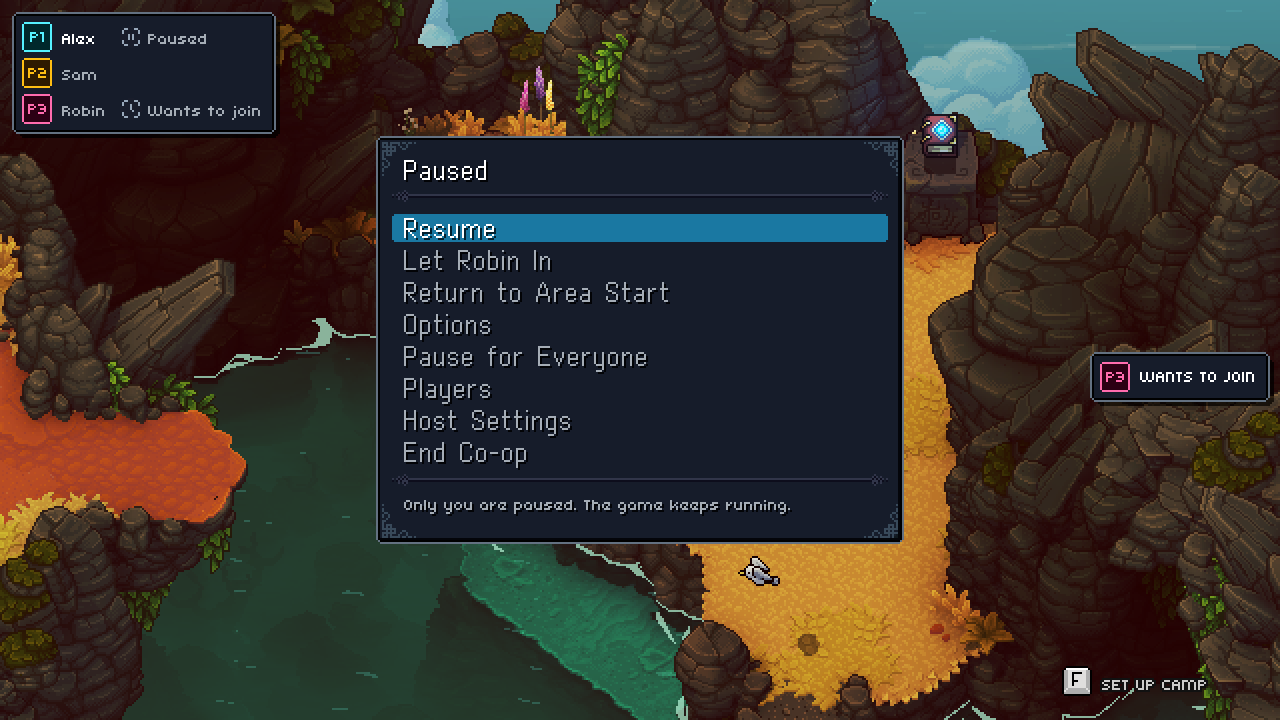 P1 Alex Paused
P2 Sam
P3 Robin Wants to join
Paused
Resume
Let Robin In
Return to Area Start
Options
Pause for Everyone
Players
Host Settings
End Co-op
Only you are paused. The game keeps running.
P3 WANTS TO JOIN
F SET UP CAMP